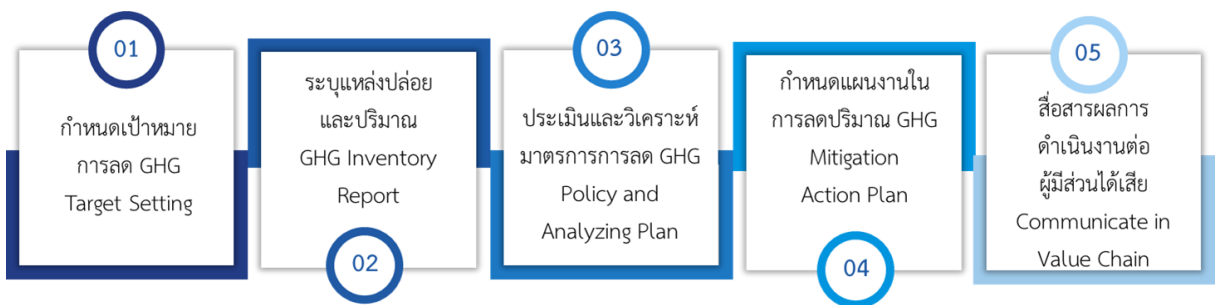 01
กำหนดเป้าหมาย
การลด GHG
Target Setting
ระบุแหล่งปล่อย
และปริมาณ
GHG Inventory
Report
02
03
ประเมินและวิเคราะห์
มาตรการการลด GHG
Policy and
Analyzing Plan
กำหนดแผนงานใน
การลดปริมาณ GHG
Mitigation
Action Plan
04
05
สื่อสารผลการ
ดำเนินงานต่อ
ผู้มีส่วนได้เสีย
Communicate in
Value Chain